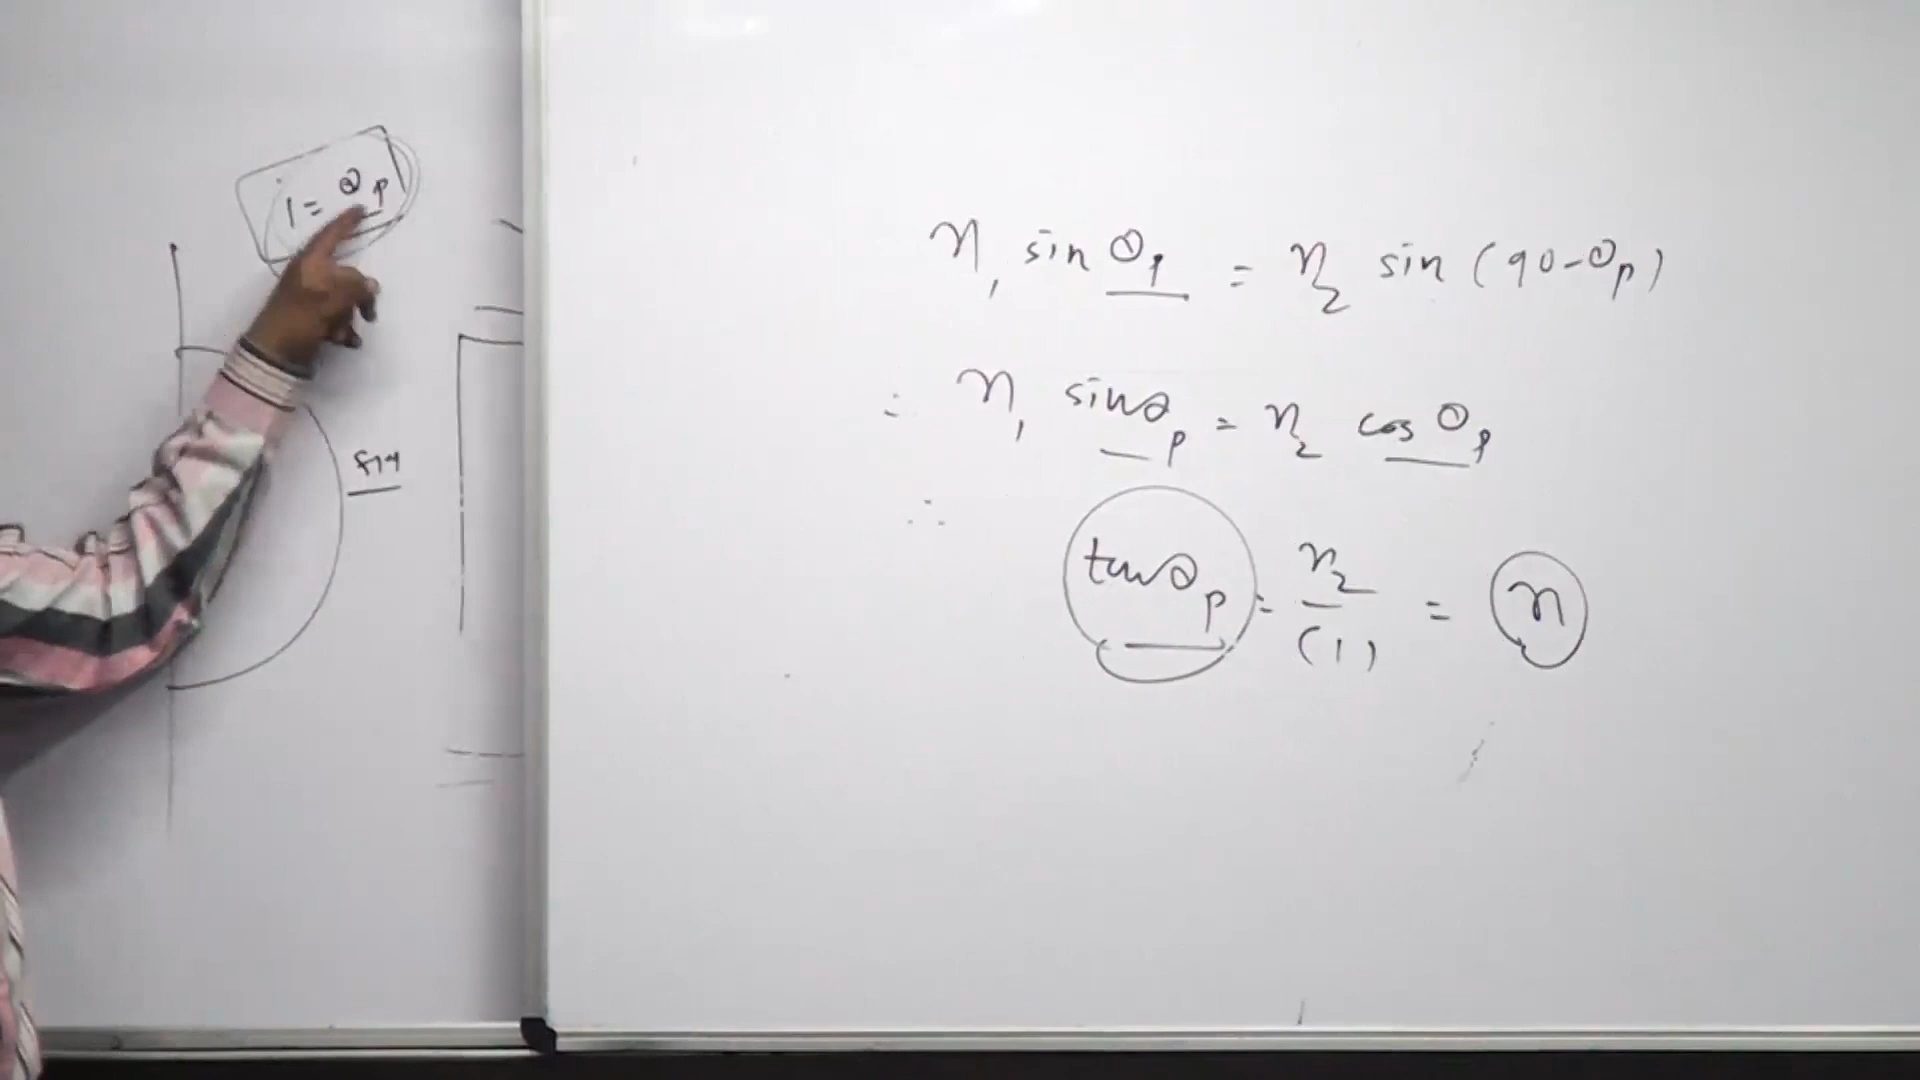 i = θp
n₁ sin θp = n₂ sin (90-θp)
∴ n₁ sinθp = n₂ cos θp
∴ tanθp = n₂/(1) = n